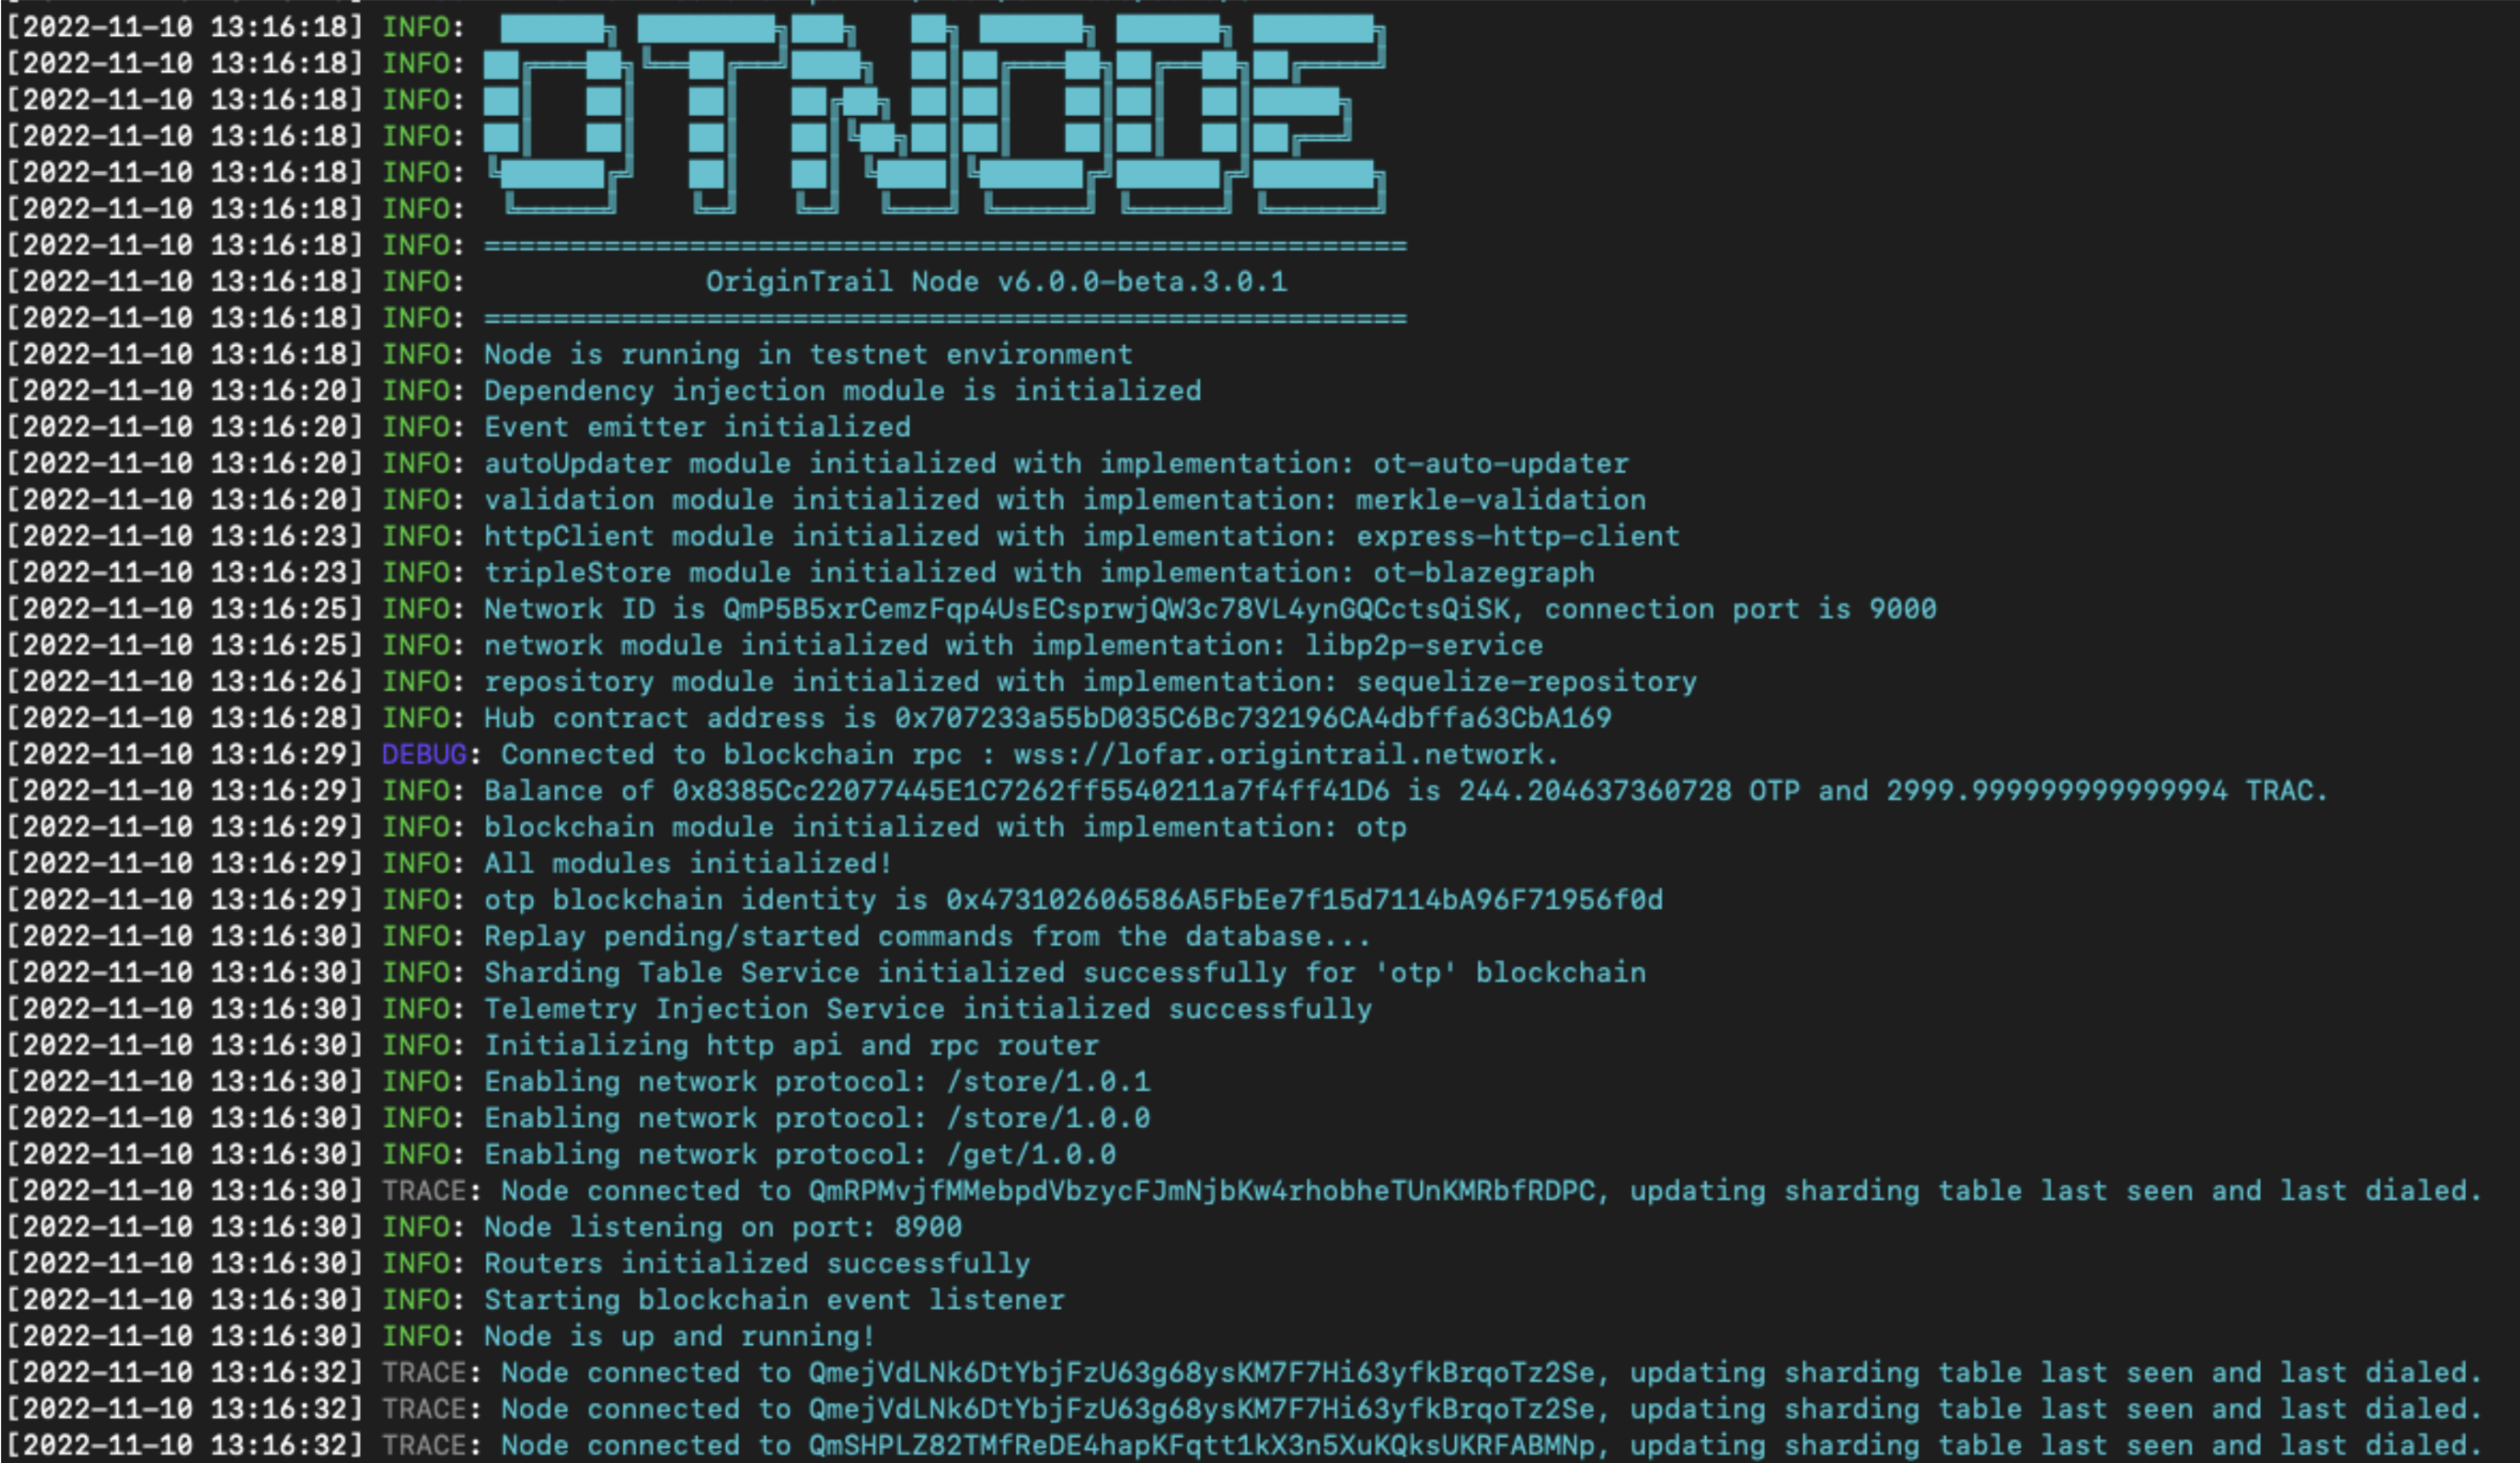 [2022-11-10 13:16:18] INFO: OTNODE
[2022-11-10 13:16:18] INFO:
[2022-11-10 13:16:18] INFO:
[2022-11-10 13:16:18] INFO:
[2022-11-10 13:16:18] INFO:
[2022-11-10 13:16:18] INFO:
[2022-11-10 13:16:18] INFO: ======================================================
[2022-11-10 13:16:18] INFO: OriginTrail Node v6.0.0-beta.3.0.1
[2022-11-10 13:16:18] INFO: ======================================================
[2022-11-10 13:16:18] INFO: Node is running in testnet environment
[2022-11-10 13:16:20] INFO: Dependency injection module is initialized
[2022-11-10 13:16:20] INFO: Event emitter initialized
[2022-11-10 13:16:20] INFO: autoUpdater module initialized with implementation: ot-auto-updater
[2022-11-10 13:16:20] INFO: validation module initialized with implementation: merkle-validation
[2022-11-10 13:16:23] INFO: httpClient module initialized with implementation: express-http-client
[2022-11-10 13:16:23] INFO: tripleStore module initialized with implementation: ot-blazegraph
[2022-11-10 13:16:25] INFO: Network ID is QmP5B5xrCemzFqp4UsECsprwjQW3c78VL4ynGQCctsQiSK, connection port is 9000
[2022-11-10 13:16:25] INFO: network module initialized with implementation: libp2p-service
[2022-11-10 13:16:26] INFO: repository module initialized with implementation: sequelize-repository
[2022-11-10 13:16:28] INFO: Hub contract address is 0x707233a55bD035C6Bc732196CA4dbffa63CbA169
[2022-11-10 13:16:29] DEBUG: Connected to blockchain rpc : wss://lofar.origintrail.network.
[2022-11-10 13:16:29] INFO: Balance of 0x8385Cc22077445E1C7262ff5540211a7f4ff41D6 is 244.204637360728 OTP and 2999.999999999999994 TRAC.
[2022-11-10 13:16:29] INFO: blockchain module initialized with implementation: otp
[2022-11-10 13:16:29] INFO: All modules initialized!
[2022-11-10 13:16:29] INFO: otp blockchain identity is 0x473102606586A5FbEe7f15d7114bA96F71956f0d
[2022-11-10 13:16:30] INFO: Replay pending/started commands from the database...
[2022-11-10 13:16:30] INFO: Sharding Table Service initialized successfully for 'otp' blockchain
[2022-11-10 13:16:30] INFO: Telemetry Injection Service initialized successfully
[2022-11-10 13:16:30] INFO: Initializing http api and rpc router
[2022-11-10 13:16:30] INFO: Enabling network protocol: /store/1.0.1
[2022-11-10 13:16:30] INFO: Enabling network protocol: /store/1.0.0
[2022-11-10 13:16:30] INFO: Enabling network protocol: /get/1.0.0
[2022-11-10 13:16:30] TRACE: Node connected to QmRPMvjfMMebpdVbzycFJmNjbKw4rhobheTUnKMRbfRDPC, updating sharding table last seen and last dialed.
[2022-11-10 13:16:30] INFO: Node listening on port: 8900
[2022-11-10 13:16:30] INFO: Routers initialized successfully
[2022-11-10 13:16:30] INFO: Starting blockchain event listener
[2022-11-10 13:16:30] INFO: Node is up and running!
[2022-11-10 13:16:32] TRACE: Node connected to QmejVdLNk6DtYbjFzU63g68ysKM7F7Hi63yfkBrqoTz2Se, updating sharding table last seen and last dialed.
[2022-11-10 13:16:32] TRACE: Node connected to QmejVdLNk6DtYbjFzU63g68ysKM7F7Hi63yfkBrqoTz2Se, updating sharding table last seen and last dialed.
[2022-11-10 13:16:32] TRACE: Node connected to QmSHPLZ82TMfReDE4hapKFqtt1kX3n5XuKQksUKRFABMNp, updating sharding table last seen and last dialed.